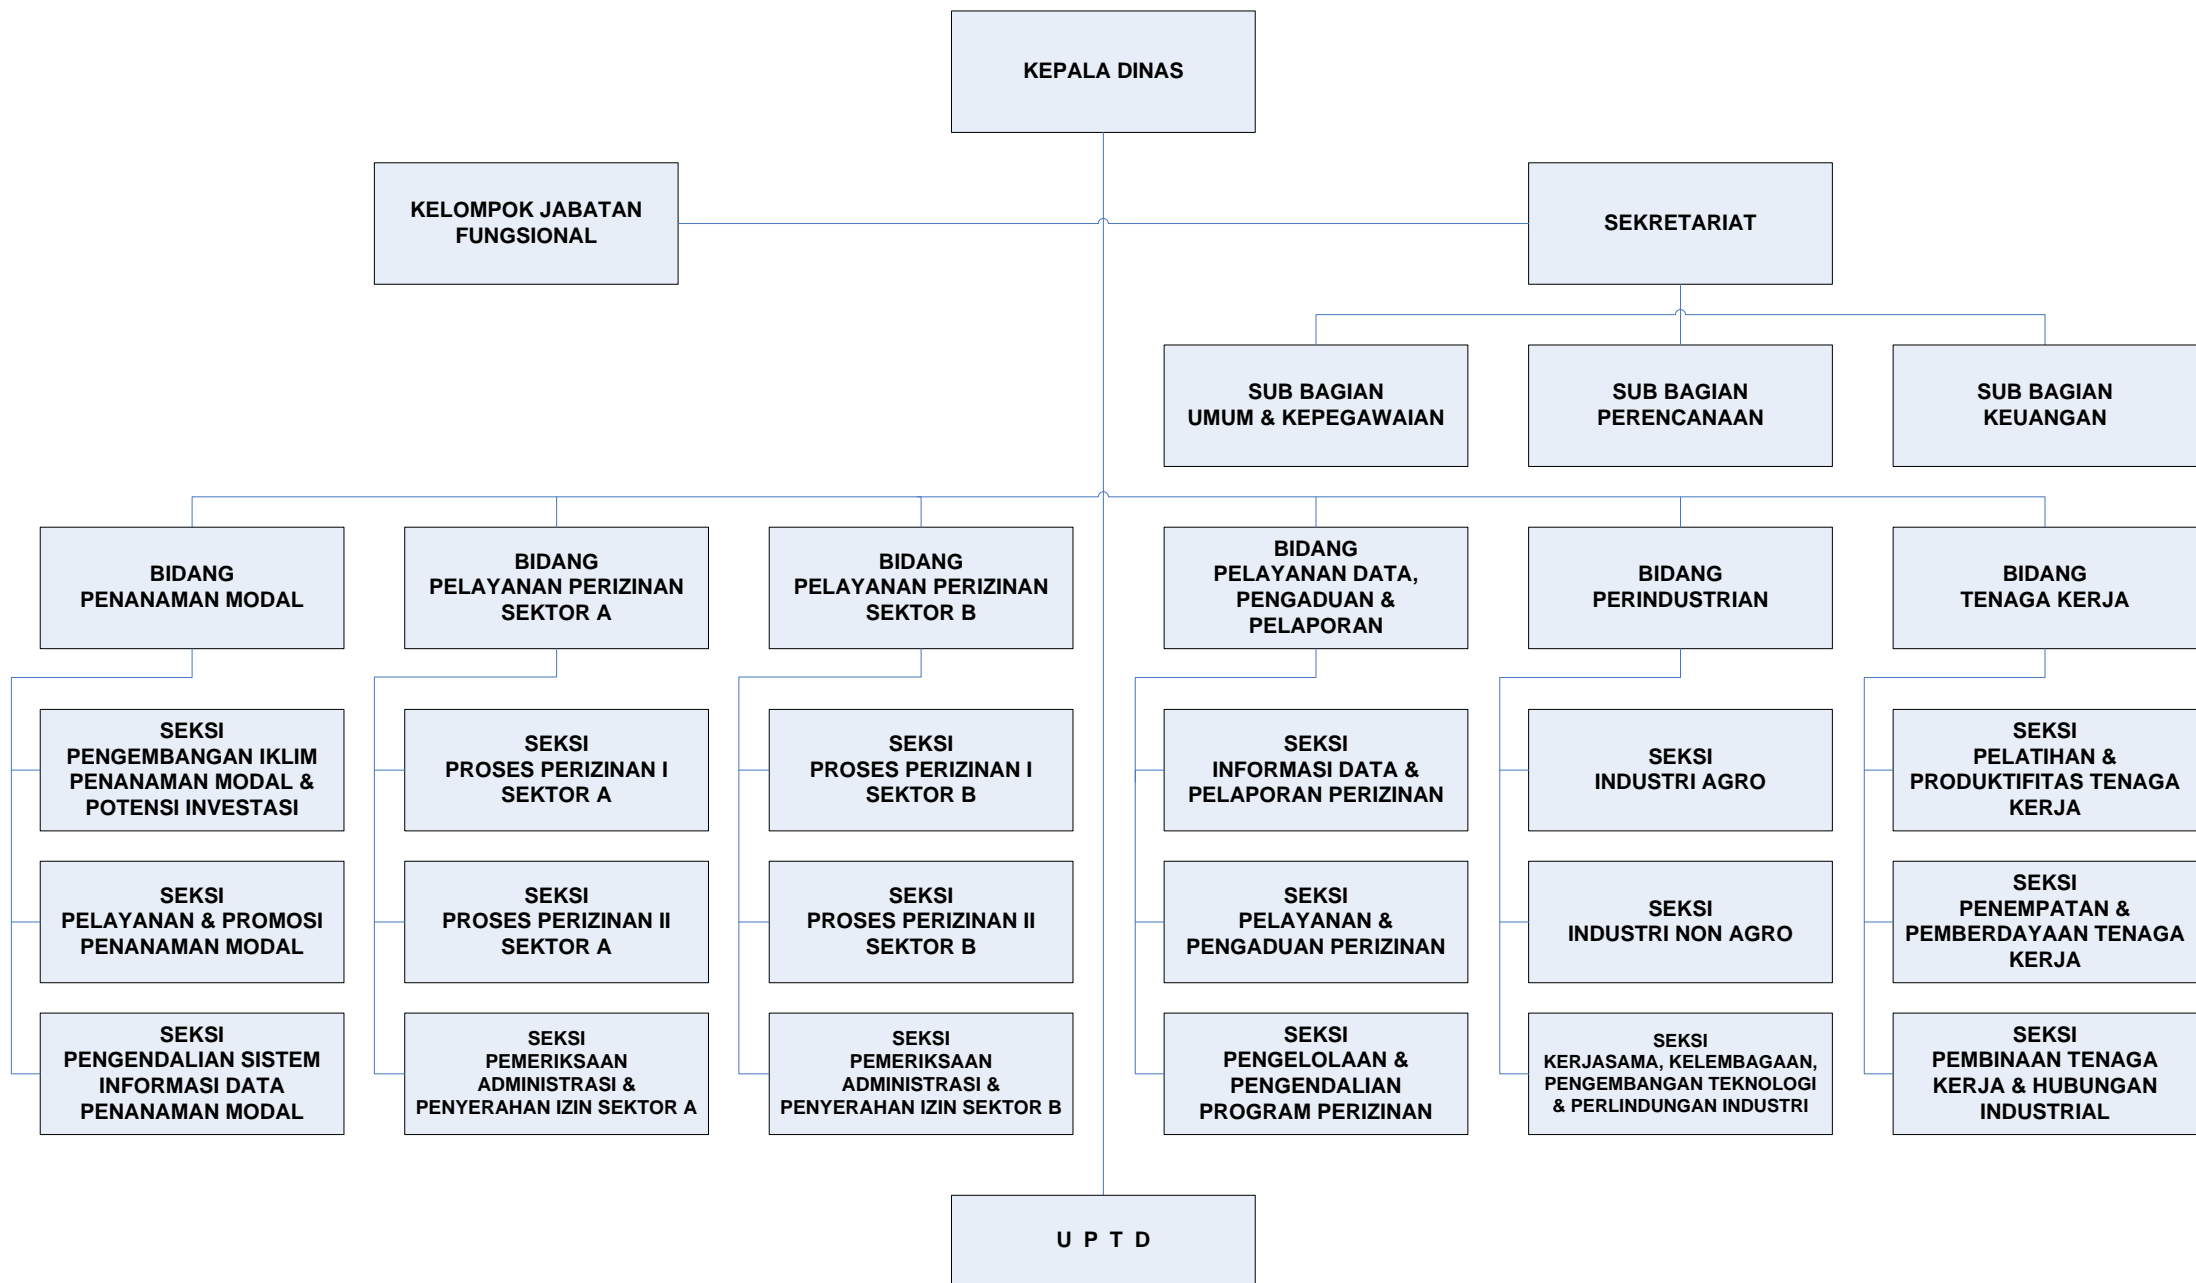 KEPALA DINAS
KELOMPOK JABATAN
FUNGSIONAL
SEKRETARIAT
SUB BAGIAN
UMUM & KEPEGAWAIAN
SUB BAGIAN
PERENCANAAN
SUB BAGIAN
KEUANGAN
BIDANG
PENANAMAN MODAL
BIDANG
PELAYANAN PERIZINAN
SEKTOR A
BIDANG
PELAYANAN PERIZINAN
SEKTOR B
BIDANG
PELAYANAN DATA,
PENGADUAN &
PELAPORAN
BIDANG
PERINDUSTRIAN
BIDANG
TENAGA KERJA
SEKSI
PENGEMBANGAN IKLIM
PENANAMAN MODAL &
POTENSI INVESTASI
SEKSI
PROSES PERIZINAN I
SEKTOR A
SEKSI
PROSES PERIZINAN I
SEKTOR B
SEKSI
INFORMASI DATA &
PELAPORAN PERIZINAN
SEKSI
INDUSTRI AGRO
SEKSI
PELATIHAN &
PRODUKTIFITAS TENAGA
KERJA
SEKSI
PELAYANAN & PROMOSI
PENANAMAN MODAL
SEKSI
PROSES PERIZINAN II
SEKTOR A
SEKSI
PROSES PERIZINAN II
SEKTOR B
SEKSI
PELAYANAN &
PENGADUAN PERIZINAN
SEKSI
INDUSTRI NON AGRO
SEKSI
PENEMPATAN &
PEMBERDAYAAN TENAGA
KERJA
SEKSI
PENGENDALIAN SISTEM
INFORMASI DATA
PENANAMAN MODAL
SEKSI
PEMERIKSAAN
ADMINISTRASI &
PENYERAHAN IZIN SEKTOR A
SEKSI
PEMERIKSAAN
ADMINISTRASI &
PENYERAHAN IZIN SEKTOR B
SEKSI
PENGELOLAAN &
PENGENDALIAN
PROGRAM PERIZINAN
SEKSI
KERJASAMA, KELEMBAGAAN,
PENGEMBANGAN TEKNOLOGI
& PERLINDUNGAN INDUSTRI
SEKSI
PEMBINAAN TENAGA
KERJA & HUBUNGAN
INDUSTRIAL
U P T D